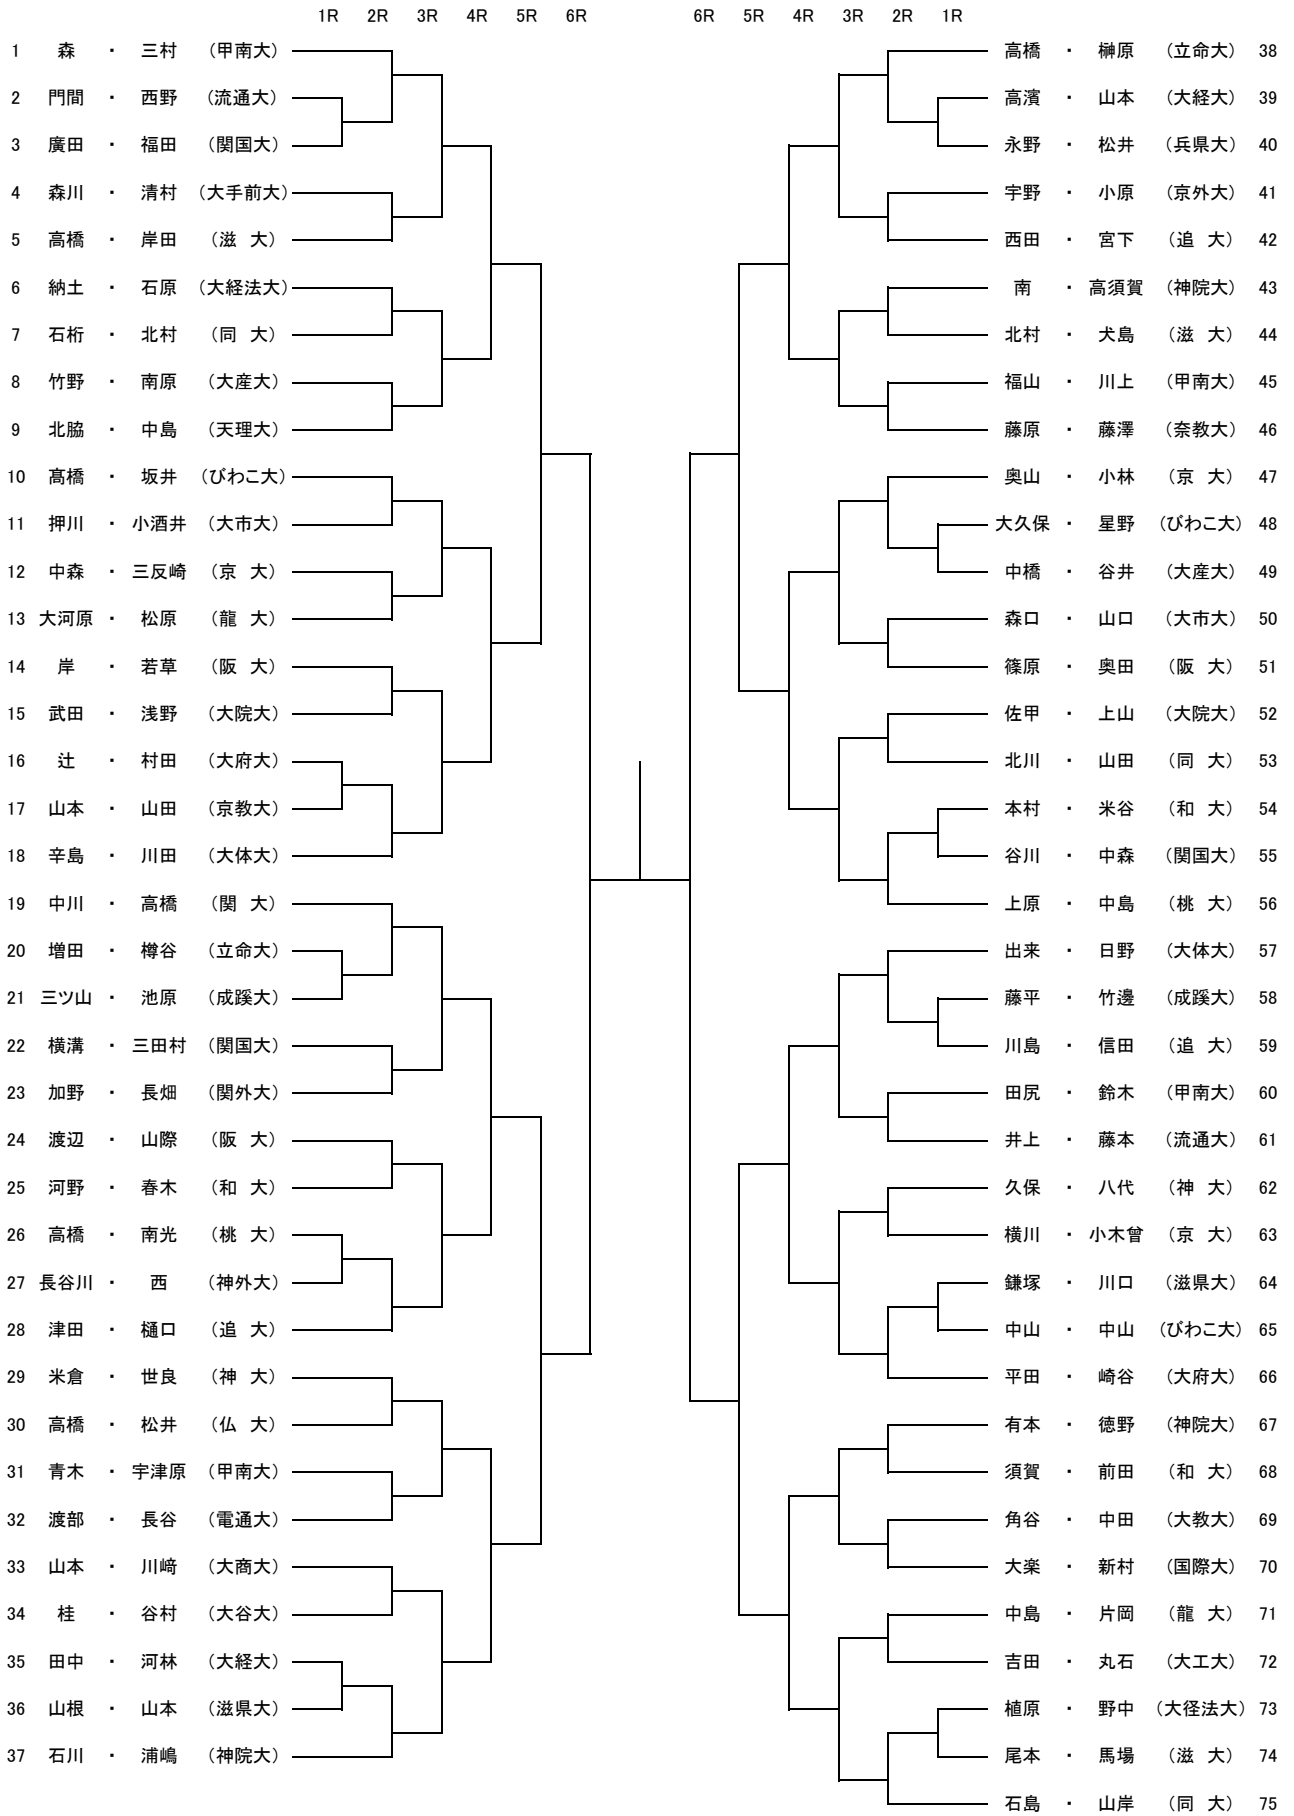 1R 2R 3R 4R 5R 6R 6R 5R 4R 3R 2R 1R
1 森 ・ 三村 （甲南大）
2 門間 ・ 西野 （流通大）
3 廣田 ・ 福田 （関国大）
4 森川 ・ 清村 （大手前大）
5 高橋 ・ 岸田 （滋　大）
6 納土 ・ 石原 （大経法大）
7 石桁 ・ 北村 （同　大）
8 竹野 ・ 南原 （大産大）
9 北脇 ・ 中島 （天理大）
10 髙橋 ・ 坂井 （びわこ大）
11 押川 ・ 小酒井 （大市大）
12 中森 ・ 三反崎 （京　大）
13 大河原 ・ 松原 （龍　大）
14 岸 ・ 若草 （阪　大）
15 武田 ・ 浅野 （大院大）
16 辻 ・ 村田 （大府大）
17 山本 ・ 山田 （京教大）
18 辛島 ・ 川田 （大体大）
19 中川 ・ 高橋 （関　大）
20 増田 ・ 樽谷 （立命大）
21 三ツ山 ・ 池原 （成蹊大）
22 横溝 ・ 三田村 （関国大）
23 加野 ・ 長畑 （関外大）
24 渡辺 ・ 山際 （阪　大）
25 河野 ・ 春木 （和　大）
26 高橋 ・ 南光 （桃　大）
27 長谷川 ・ 西 （神外大）
28 津田 ・ 樋口 （追　大）
29 米倉 ・ 世良 （神　大）
30 高橋 ・ 松井 （仏　大）
31 青木 ・ 宇津原 （甲南大）
32 渡部 ・ 長谷 （電通大）
33 山本 ・ 川﨑 （大商大）
34 桂 ・ 谷村 （大谷大）
35 田中 ・ 河林 （大経大）
36 山根 ・ 山本 （滋県大）
37 石川 ・ 浦嶋 （神院大）
高橋 ・ 榊原 （立命大） 38
高濱 ・ 山本 （大経大） 39
永野 ・ 松井 （兵県大） 40
宇野 ・ 小原 （京外大） 41
西田 ・ 宮下 （追　大） 42
南 ・ 高須賀 （神院大） 43
北村 ・ 犬島 （滋　大） 44
福山 ・ 川上 （甲南大） 45
藤原 ・ 藤澤 （奈教大） 46
奥山 ・ 小林 （京　大） 47
大久保 ・ 星野 （びわこ大） 48
中橋 ・ 谷井 （大産大） 49
森口 ・ 山口 （大市大） 50
篠原 ・ 奥田 （阪　大） 51
佐甲 ・ 上山 （大院大） 52
北川 ・ 山田 （同　大） 53
本村 ・ 米谷 （和　大） 54
谷川 ・ 中森 （関国大） 55
上原 ・ 中島 （桃　大） 56
出来 ・ 日野 （大体大） 57
藤平 ・ 竹邊 （成蹊大） 58
川島 ・ 信田 （追　大） 59
田尻 ・ 鈴木 （甲南大） 60
井上 ・ 藤本 （流通大） 61
久保 ・ 八代 （神　大） 62
横川 ・ 小木曾 （京　大） 63
鎌塚 ・ 川口 （滋県大） 64
中山 ・ 中山 （びわこ大） 65
平田 ・ 崎谷 （大府大） 66
有本 ・ 徳野 （神院大） 67
須賀 ・ 前田 （和　大） 68
角谷 ・ 中田 （大教大） 69
大楽 ・ 新村 （国際大） 70
中島 ・ 片岡 （龍　大） 71
吉田 ・ 丸石 （大工大） 72
植原 ・ 野中 （大径法大） 73
尾本 ・ 馬場 （滋　大） 74
石島 ・ 山岸 （同　大） 75